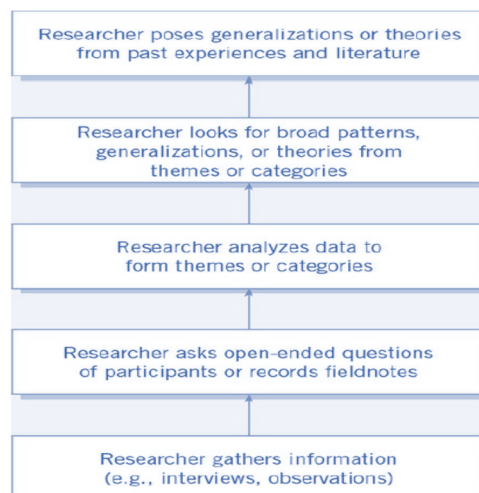 Researcher poses generalizations or theories
from past experiences and literature
Researcher looks for broad patterns,
generalizations, or theories from
themes or categories
Researcher analyzes data to
form themes or categories
Researcher asks open-ended questions
of participants or records fieldnotes
Researcher gathers information
(e.g., interviews, observations)